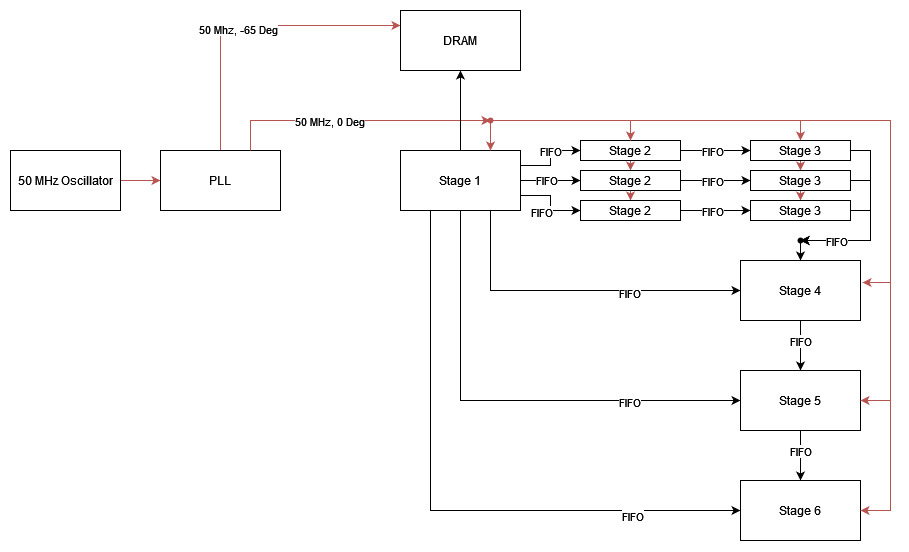 50 Mhz, -65 Deg
DRAM
50 MHz, 0 Deg
50 MHz Oscillator
PLL
Stage 1
FIFO
Stage 2
FIFO
Stage 3
FIFO
Stage 2
FIFO
Stage 3
FIFO
Stage 2
FIFO
Stage 3
FIFO
Stage 4
FIFO
FIFO
Stage 5
FIFO
FIFO
Stage 6
FIFO